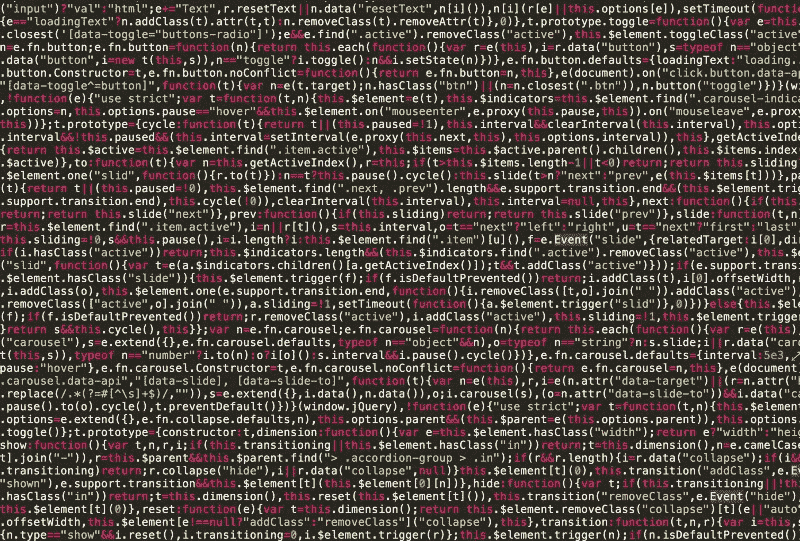 ("input")?"val":"html";e+="Text",r.resetText||n.data("resetText",n[i]()),n[i](r[e]||this.options[e]),setTimeout(func
{"=="loadingText"?n.addClass(t).attr(t,t):n.removeClass(t).removeAttr(t)},0)},t.prototype.toggle=function(){var e=t
.closest('[data-toggle="buttons-radio"]');e&&e.find(".active").removeClass("active"),this.$element.toggleClass("act
n=e.fn.button;e.fn.button=function(n){return this.each(function(){var r=e(this),i=r.data("button"),s=typeof n=="object"
.data("button",i=new t(this,s)),n=="toggle"?i.toggle():n&&i.setState(n)})},e.fn.button.defaults={loadingText:"loading.
.button.Constructor=t,e.fn.button.noConflict=function(){return e.fn.button=n,this},e(document).on("click.button.data-ap
"[data-toggle^=button]",function(t){var n=e(t.target);n.hasClass("btn")||(n=n.closest(".btn")),n.button("toggle")})}(wi
,!function(e){"use strict";var t=function(t,n){this.$element=e(t),this.$indicators=this.$element.find(".carousel-indica
options=n,this.options.pause=="hover"&&this.$element.on("mouseenter",e.proxy(this.pause,this)).on("mouseleave",e.proxy(
this))};t.prototype={cycle:function(t){return t||(this.paused=!1),this.interval&&clearInterval(this.interval),this.opt
.interval&&!this.paused&&(this.interval=setInterval(e.proxy(this.next,this),this.options.interval)),this},getActiveInde
{return this.$active=this.$element.find(".item.active"),this.$items=this.$active.parent().children(),this.$items.index
.$active)},to:function(t){var n=this.getActiveIndex(),r=this;if(t>this.$items.length-1||t<0)return;return this.sliding
.$element.one("slid",function(){r.to(t)}):n==t?this.pause().cycle():this.slide(t>n?"next":"prev",e(this.items[t]))},pa
(t){return t||(this.paused=!0),this.$element.find(".next, .prev").length&&e.support.transition.end&&(this.$element.trig
.support.transition.end),this.cycle(!0)),clearInterval(this.interval),this.interval=null,this},next:function(){if(this
return;return this.slide("next")},prev:function(){if(this.sliding)return;return this.slide("prev")},slide:function(t,n
r=this.$element.find(".item.active"),i=n||r[t](),s=this.interval,o=t=="next"?"left":"right",u=t=="next"?"first":"last"
this.sliding=!0,s&&this.pause(),i=i.length?i:this.$element.find(".item")[u](),f=e.Event("slide",{relatedTarget:i[0],di
if(i.hasClass("active"))return;this.$indicators.length&&(this.$indicators.find(".active").removeClass("active"),this.$e
("slid",function(){var t=e(a.$indicators.children()[a.getActiveIndex()]);t&&t.addClass("active")}));if(e.support.trans
$element.hasClass("slide")){this.$element.trigger(f);if(f.isDefaultPrevented())return;i.addClass(t),i[0].offsetWidth,r
,i.addClass(o),this.$element.one(e.support.transition.end,function(){i.removeClass([t,o].join(" ")).addClass("active")
removeClass(["active",o].join(" ")),a.sliding=!1,setTimeout(function(){a.$element.trigger("slid")},0)})}else{this.$elem
(f);if(f.isDefaultPrevented())return;r.removeClass("active"),i.addClass("active"),this.sliding=!1,this.$element.trigger
}return s&&this.cycle(),this}};var n=e.fn.carousel;e.fn.carousel=function(n){return this.each(function(){var r=e(this)
("carousel"),s=e.extend({},e.fn.carousel.defaults,typeof n=="object"&&n),o=typeof n=="string"?n:s.slide;i||r.data("caro
t(this,s)),typeof n=="number"?i.to(n):o?i[o]():s.interval&&i.pause().cycle()})},e.fn.carousel.defaults={interval:5e3,
pause:"hover"},e.fn.carousel.Constructor=t,e.fn.carousel.noConflict=function(){return e.fn.carousel=n,this},e(document
.carousel.data-api","[data-slide], [data-slide-to]",function(t){var n=e(this),r,i=e(n.attr("data-target")||(r=n.attr("h
.replace(/.*(?=#[^\s]+$)/,"")),s=e.extend({},i.data(),n.data()),o;i.carousel(s),(o=n.attr("data-slide-to"))&&i.data("ca
.pause().to(o).cycle(),t.preventDefault()})}(window.jQuery),!function(e){"use strict";var t=function(t,n){this.$element
options=e.extend({},e.fn.collapse.defaults,n),this.options.parent&&(this.$parent=e(this.options.parent)),this.options
.toggle()};t.prototype={constructor:t,dimension:function(){var e=this.$element.hasClass("width");return e?"width":"heig
show:function(){var t,n,r,i;if(this.transitioning||this.$element.hasClass("in"))return;t=this.dimension(),n=e.camelCase
t].join("-")),r=this.$parent&&this.$parent.find("> .accordion-group > .in");if(r&&r.length){i=r.data("collapse");if(i&&
.transitioning)return;r.collapse("hide"),i||r.data("collapse",null)}this.$element[t](0),this.transition("addClass",e.Ev
"shown"),e.support.transition&&this.$element[t](this.$element[0][n])},hide:function(){var t;if(this.transitioning||!thi
.hasClass("in"))return;t=this.dimension(),this.reset(this.$element[t]()),this.transition("removeClass",e.Event("hide")
this.$element[t](0)},reset:function(e){var t=this.dimension();return this.$element.removeClass("collapse")[t](e||"auto"
.offsetWidth,this.$element[e!==null?"addClass":"removeClass"]("collapse"),this},transition:function(t,n,r){var i=this,s
{n.type=="show"&&i.reset(),i.transitioning=0,i.$element.trigger(r)};this.$element.trigger(n);if(n.isDefaultPrevented()